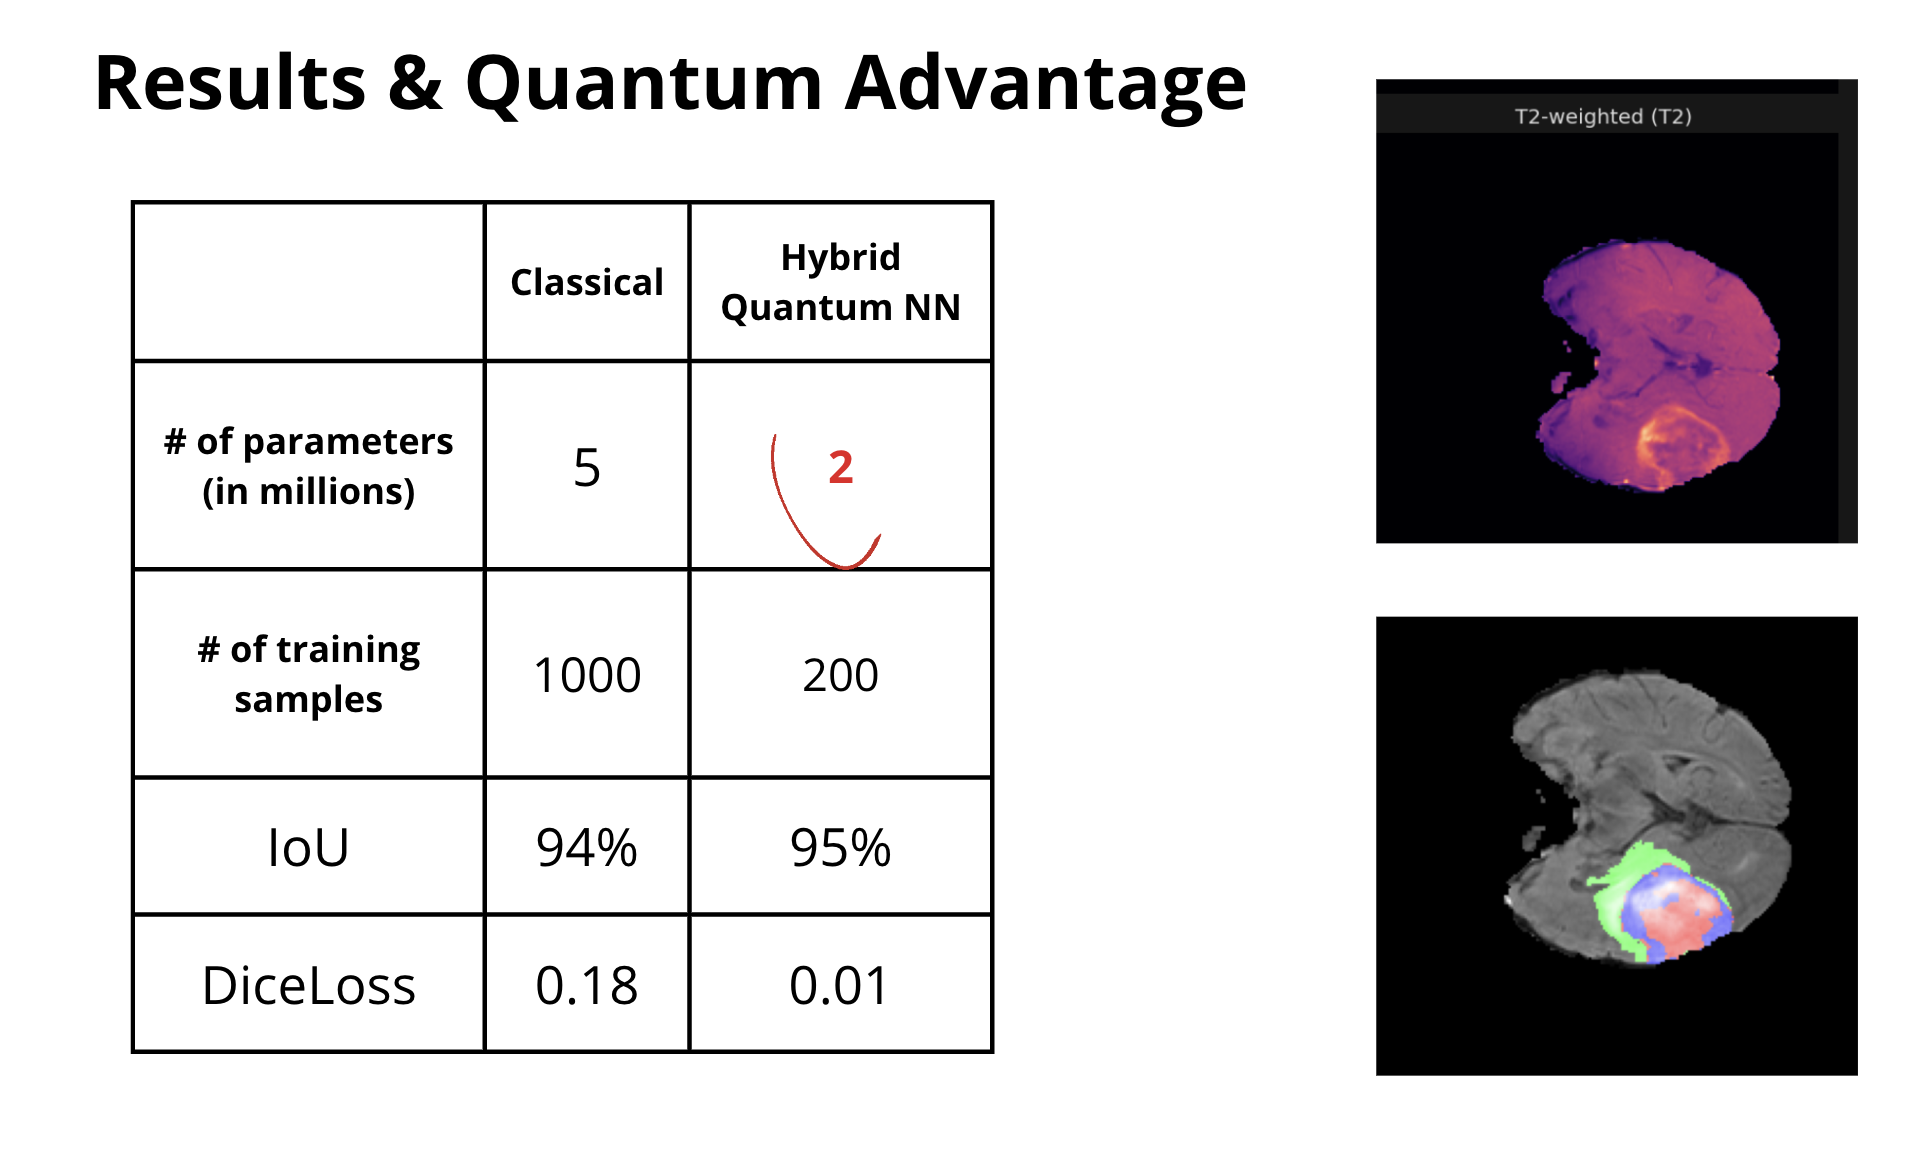 Results & Quantum Advantage
T2-weighted (T2)
Classical
Hybrid
Quantum NN
# of parameters
(in millions)
5
2
# of training
samples
1000
200
IoU
94%
95%
DiceLoss
0.18
0.01